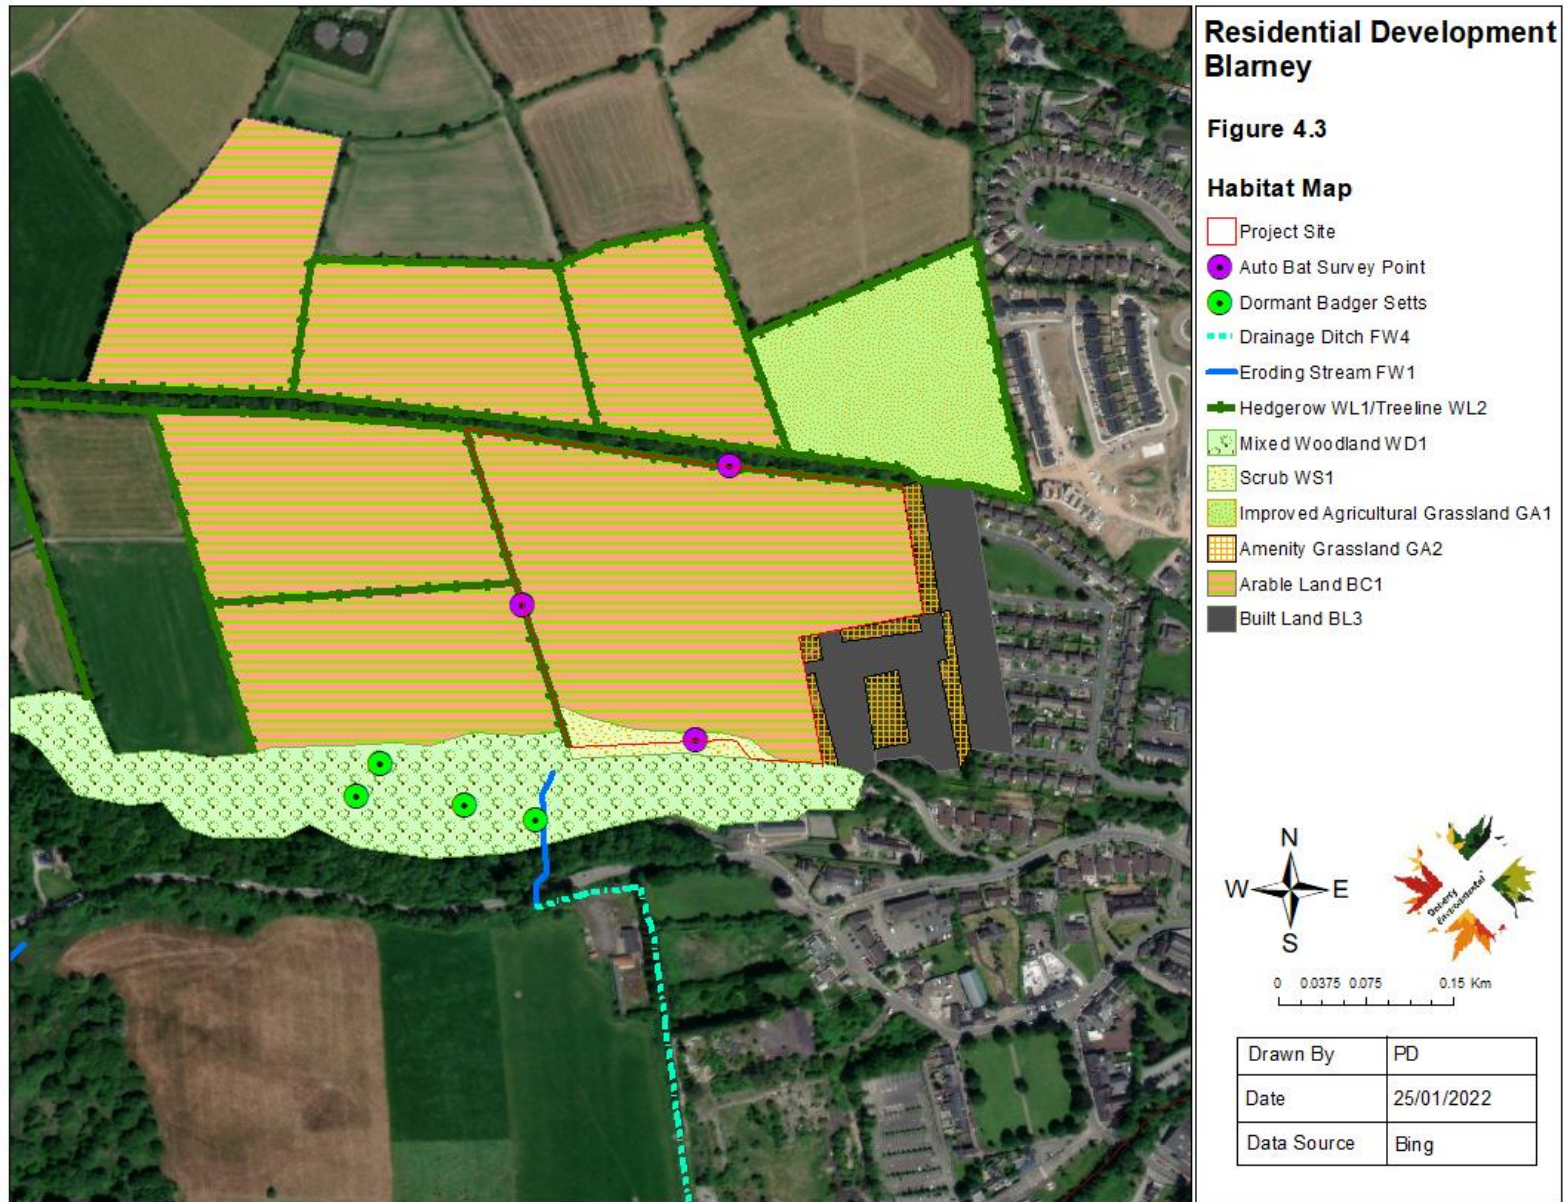 Residential Development
Blarney
Figure 4.3
Habitat Map
Project Site
Auto Bat Survey Point
Dormant Badger Setts
Drainage Ditch FW4
Eroding Stream FW1
Hedgerow WL1/Treeline WL2
Mixed Woodland WD1
Scrub WS1
Improved Agricultural Grassland GA1
Amenity Grassland GA2
Arable Land BC1
Built Land BL3
N
W E
S
Doherty
Environmental
0 0.0375 0.075 0.15 Km
Drawn By PD
Date 25/01/2022
Data Source Bing